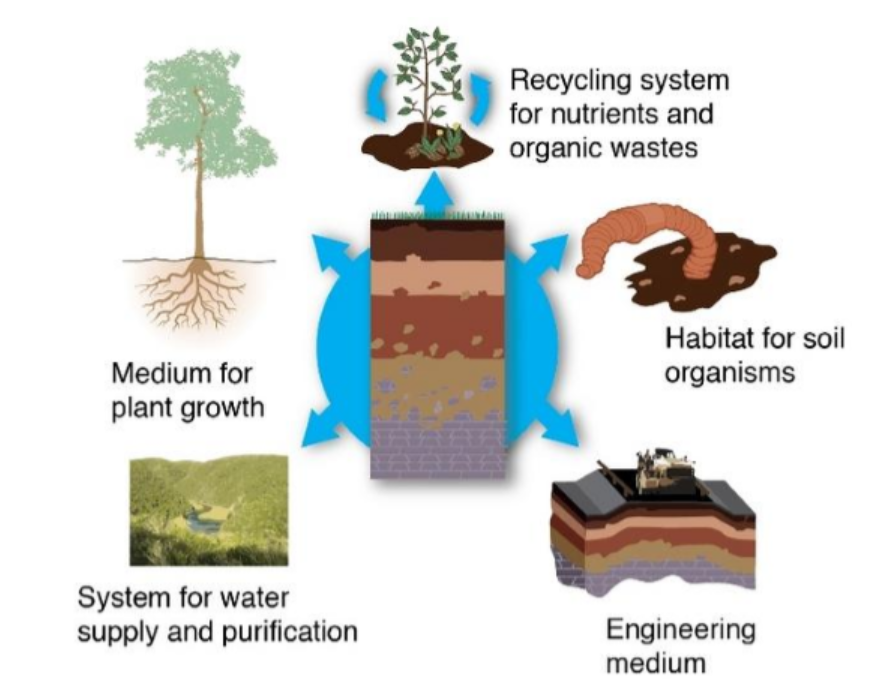 Recycling system
for nutrients and
organic wastes
Habitat for soil
organisms
Medium for
plant growth
System for water
supply and purification
Engineering
medium